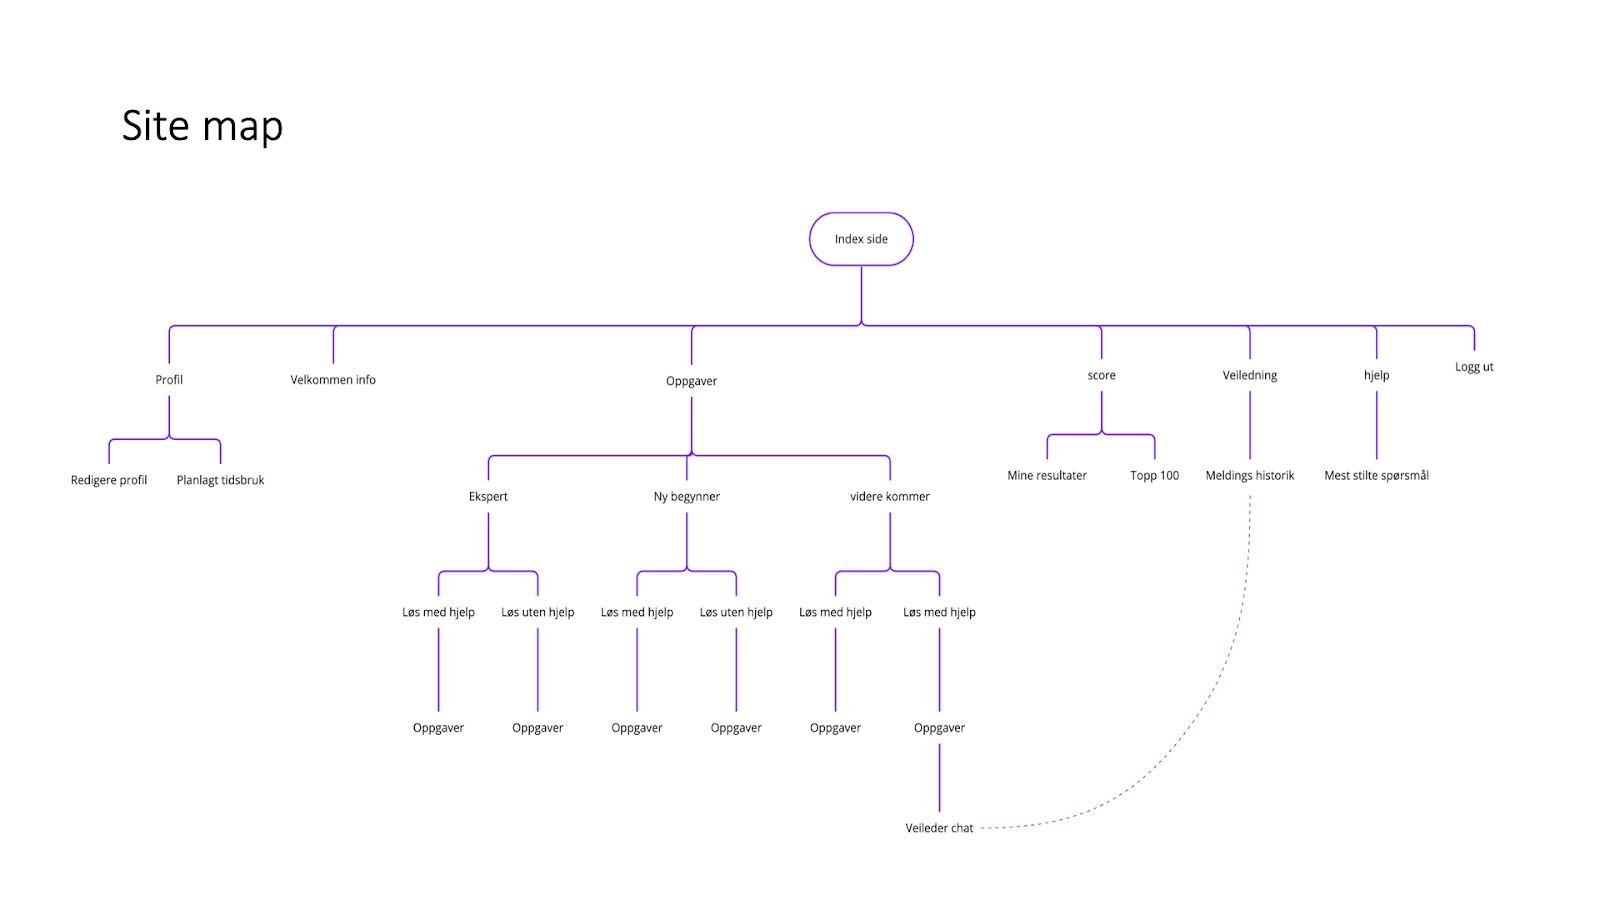 Site map
Index side
Profil
Velkommen info
Oppgaver
score
Veiledning
hjelp
Logg ut
Redigere profil
Planlagt tidsbruk
Mine resultater
Topp 100
Meldings historik
Mest stilte spørsmål
Ekspert
Ny begynner
videre kommer
Løs med hjelp
Løs uten hjelp
Løs med hjelp
Løs uten hjelp
Løs med hjelp
Løs med hjelp
Oppgaver
Oppgaver
Oppgaver
Oppgaver
Oppgaver
Oppgaver
Veileder chat